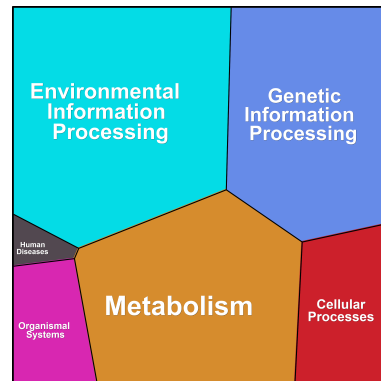 Environmental
Information
Processing
Genetic
Information
Processing
Human
Diseases
Metabolism
Organismal
Systems
Cellular
Processes